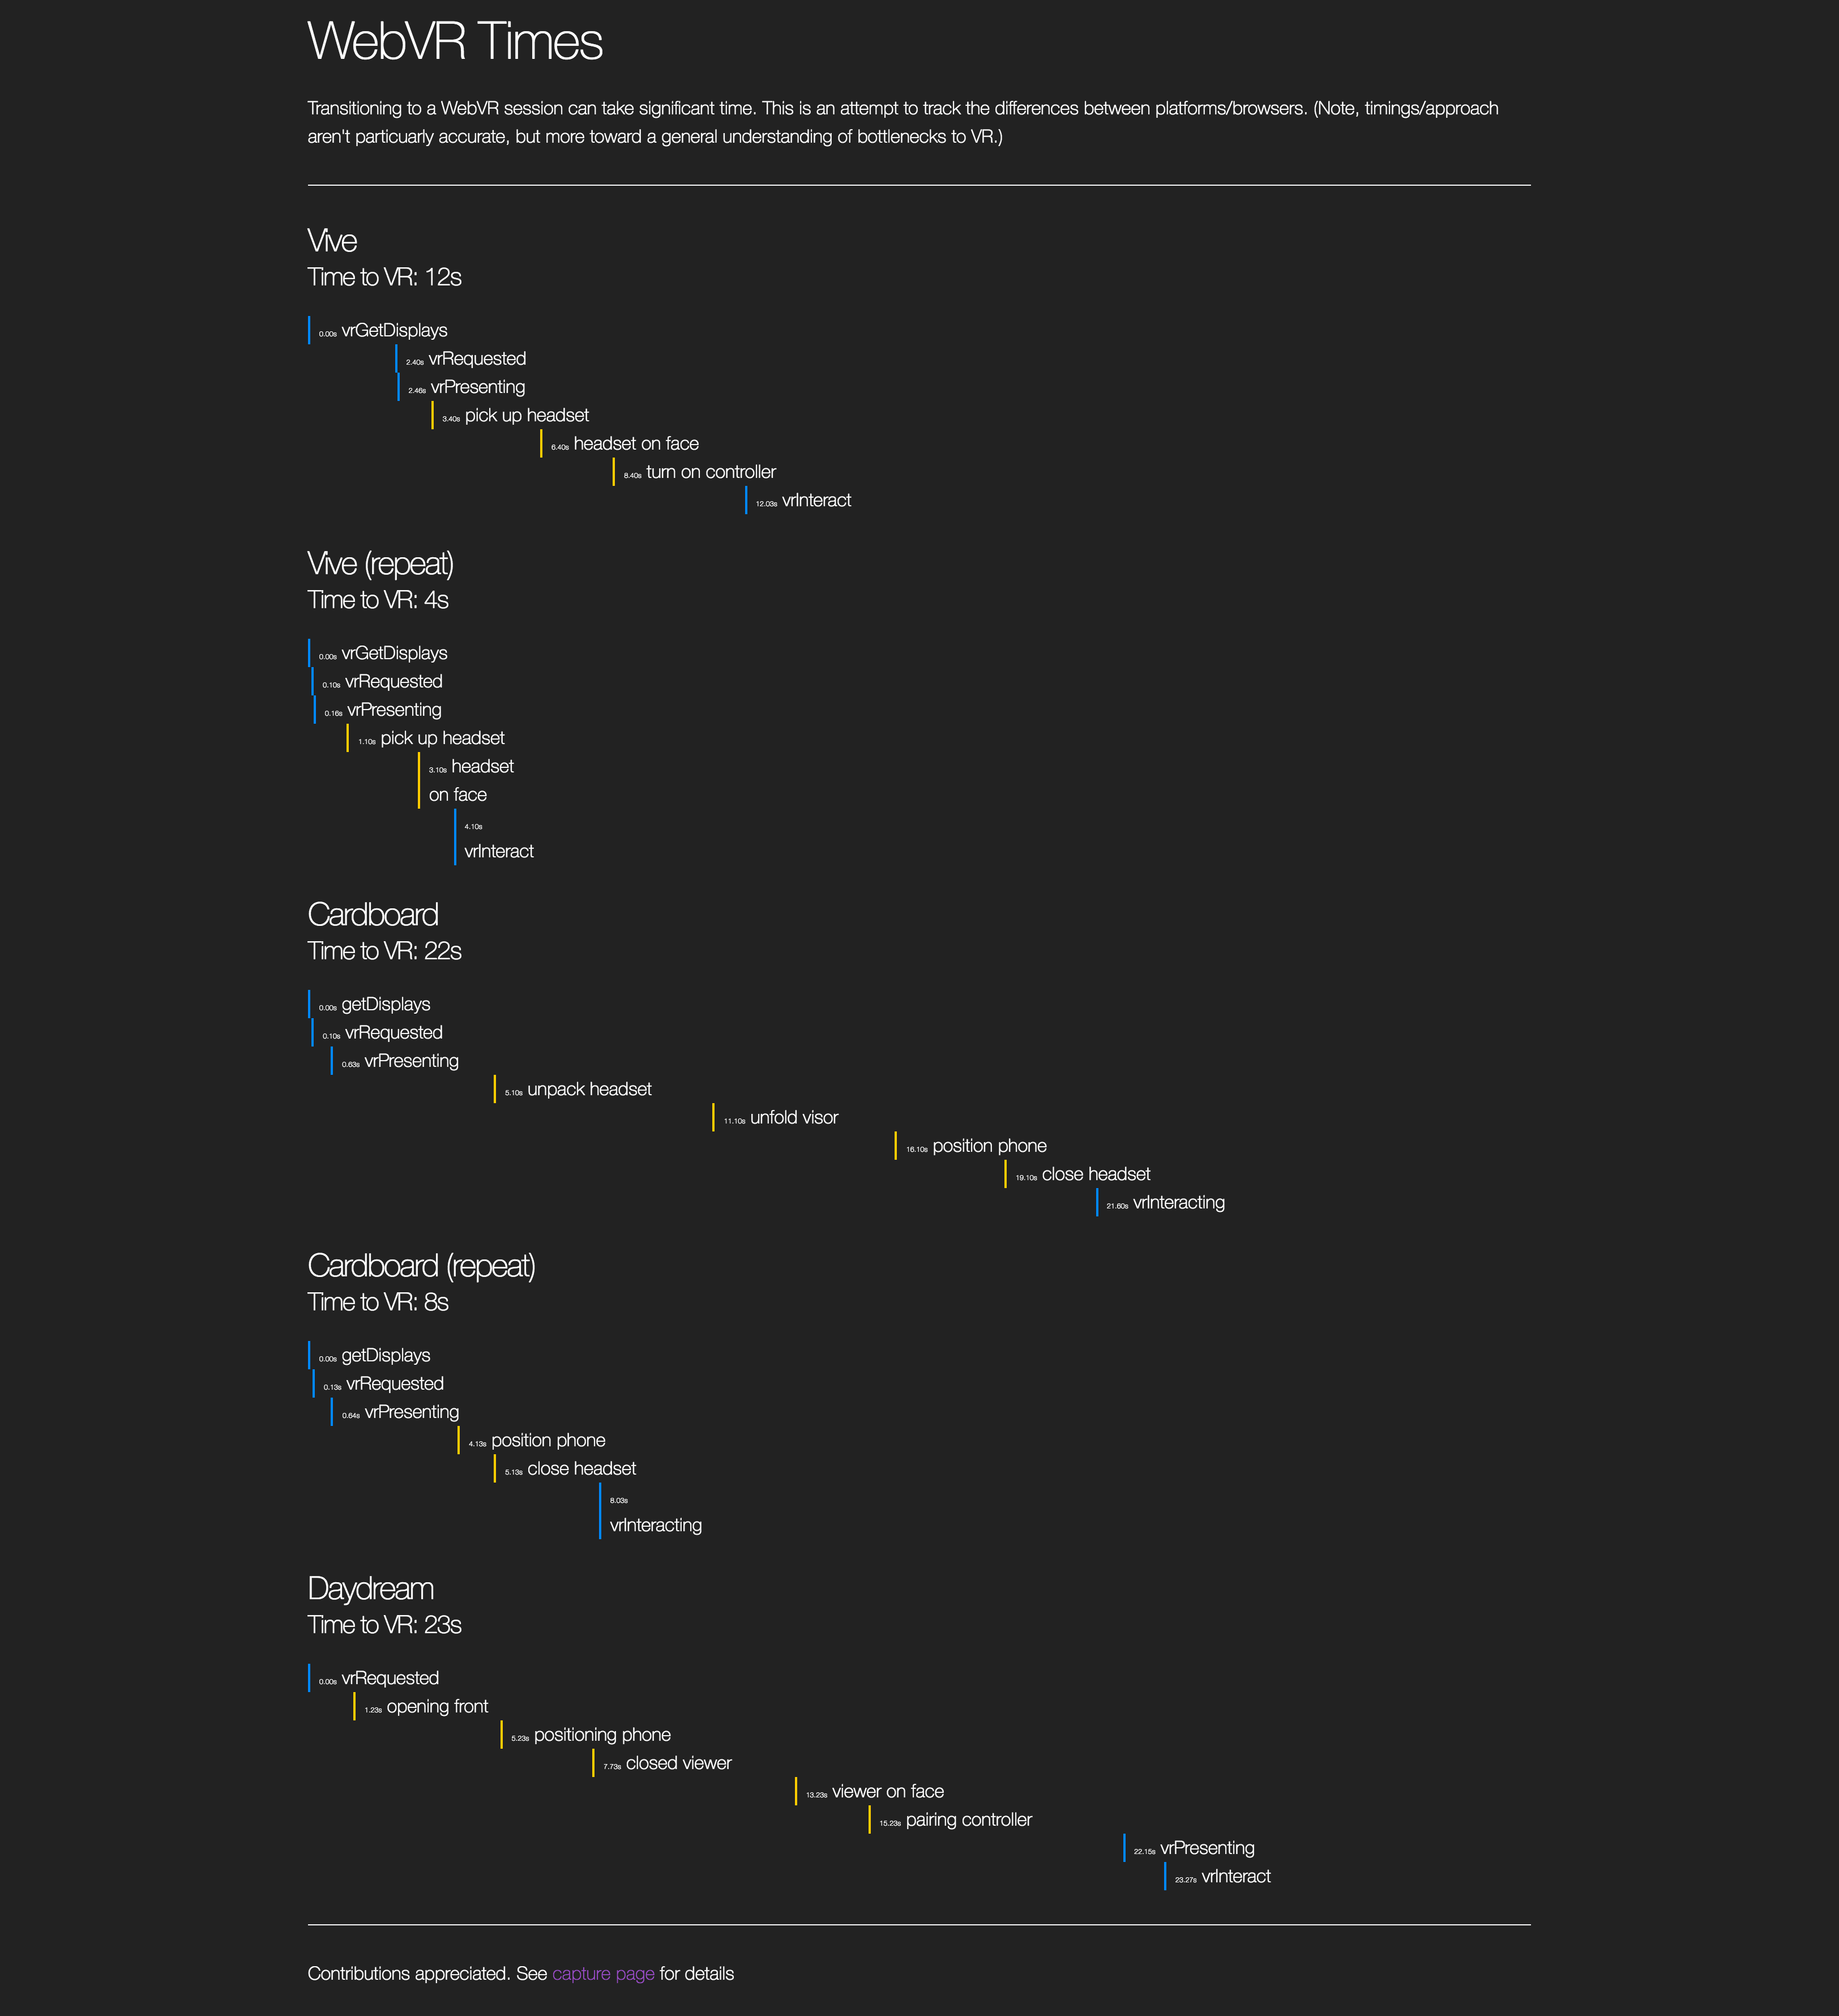 WebVR Times
Transitioning to a WebVR session can take significant time. This is an attempt to track the differences between platforms/browsers. (Note, timings/approach
aren't particuarly accurate, but more toward a general understanding of bottlenecks to VR.)
Vive
Time to VR: 12s
0.00s vrGetDisplays
2.40s vrRequested
2.46s vrPresenting
3.40s pick up headset
6.40s headset on face
8.40s turn on controller
12.03s vrInteract
Vive (repeat)
Time to VR: 4s
0.00s vrGetDisplays
0.10s vrRequested
0.16s vrPresenting
1.10s pick up headset
3.10s headset
on face
4.10s
vrInteract
Cardboard
Time to VR: 22s
0.00s getDisplays
0.10s vrRequested
0.63s vrPresenting
5.10s unpack headset
11.10s unfold visor
16.10s position phone
19.10s close headset
21.60s vrInteracting
Cardboard (repeat)
Time to VR: 8s
0.00s getDisplays
0.13s vrRequested
0.64s vrPresenting
4.13s position phone
5.13s close headset
8.03s
vrInteracting
Daydream
Time to VR: 23s
0.00s vrRequested
1.23s opening front
5.23s positioning phone
7.73s closed viewer
13.23s viewer on face
15.23s pairing controller
22.15s vrPresenting
23.27s vrInteract
Contributions appreciated. See capture page for details